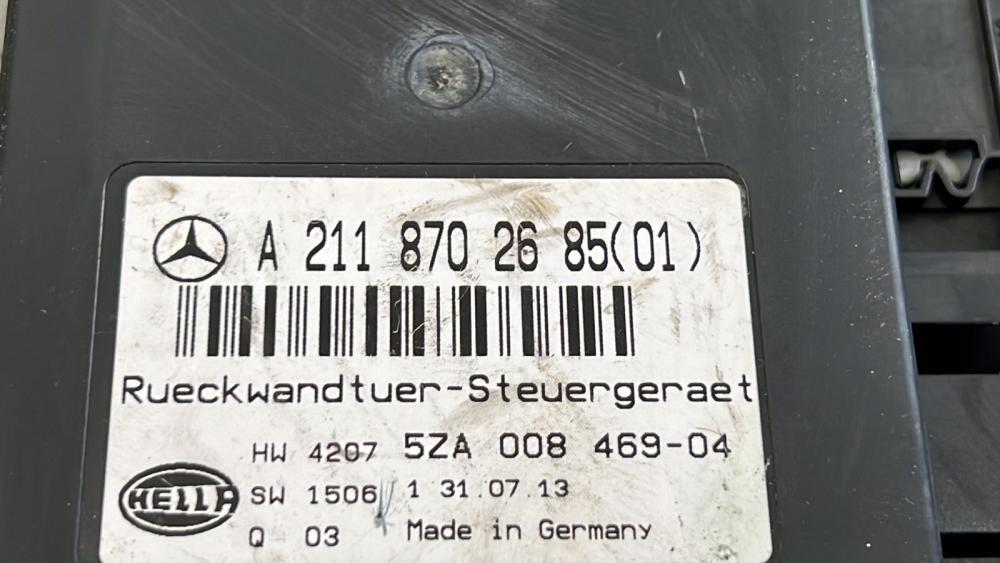 A 211 870 26 85(01)
Rueckwandtuer-Steuergeraet
HW 4207 5ZA 008 469-04
HELLA SW 1506 1 31.07.13
Q 03 Made in Germany